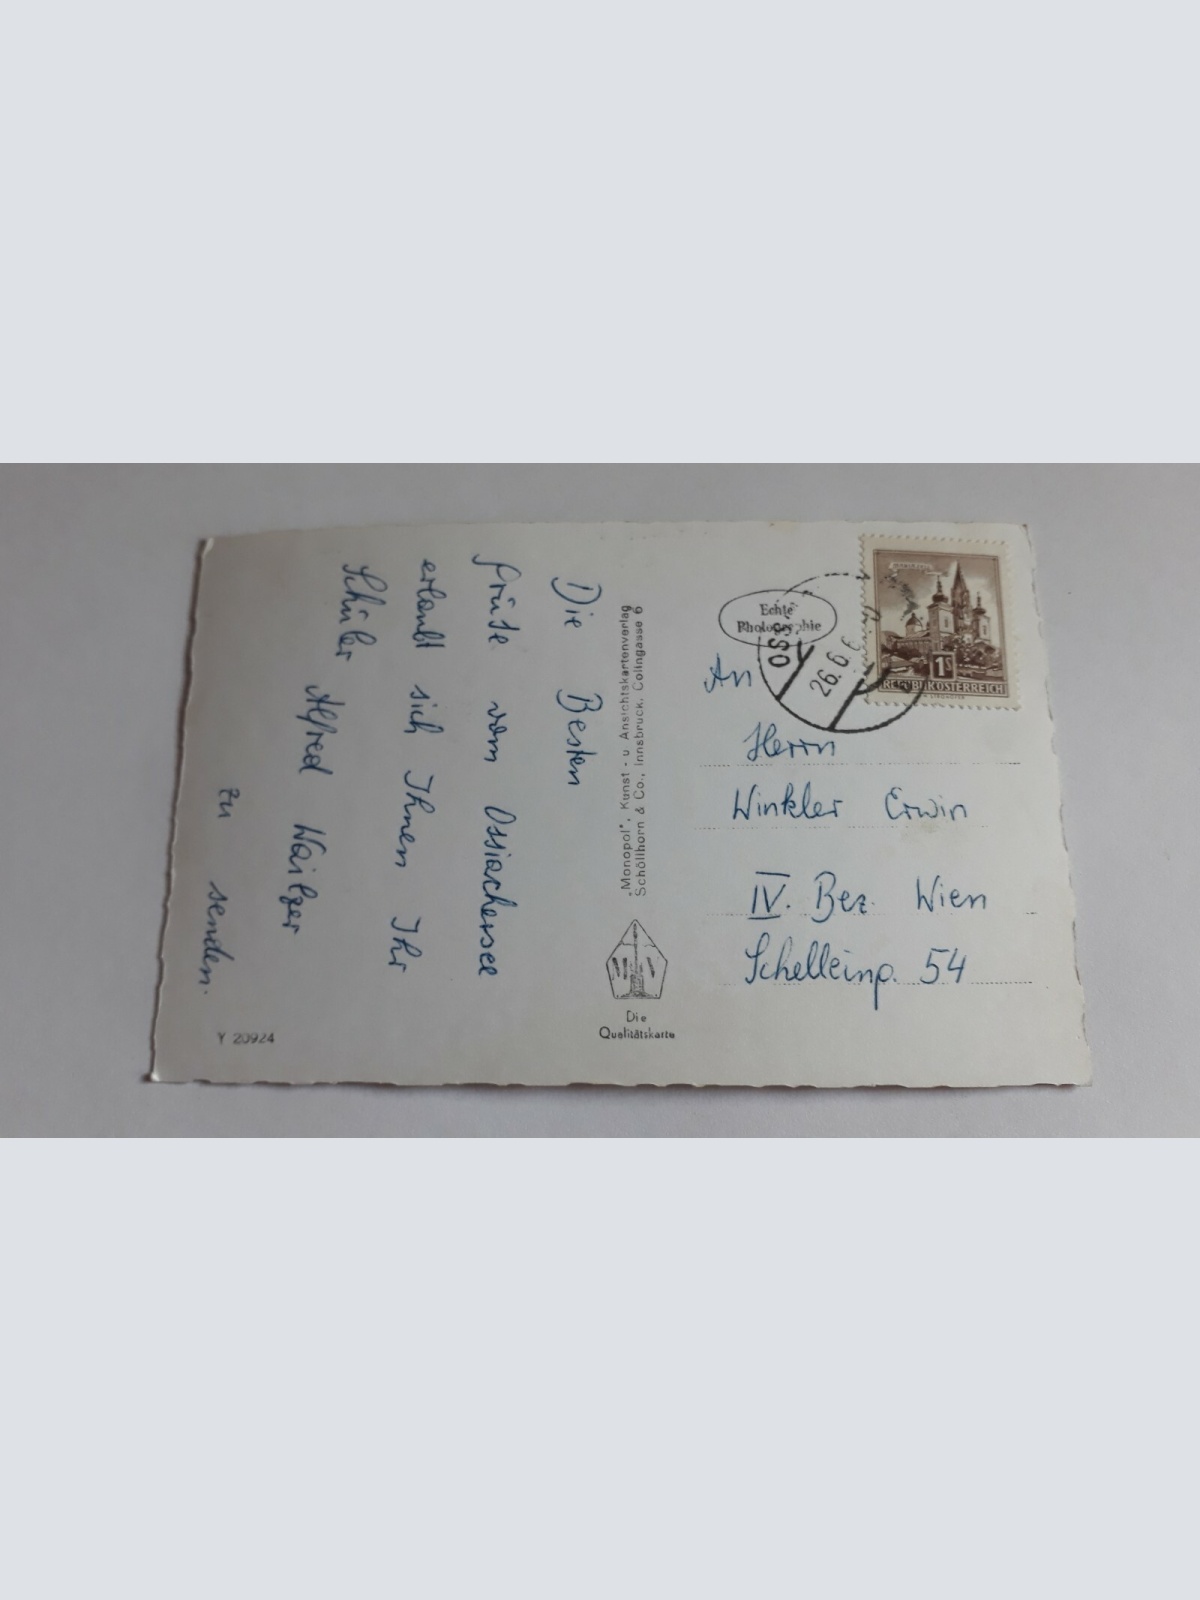 Die Besten
Grüße vom Ossiachersee
erlaubt sich Ihnen Ihr
Schüler Alfred
zu senden.
Y 20924
„Monopol“, Kunst- u Ansichtskartenverlag
Schöllhorn & Co., Innsbruck, Colingasse 6
Die
Qualitätskarte
Echte
Photographie
26.6.6
1S
REPUBLIK ÖSTERREICH
An
Herrn
Winkler Erwin
IV. Bez. Wien
Schelleing. 54